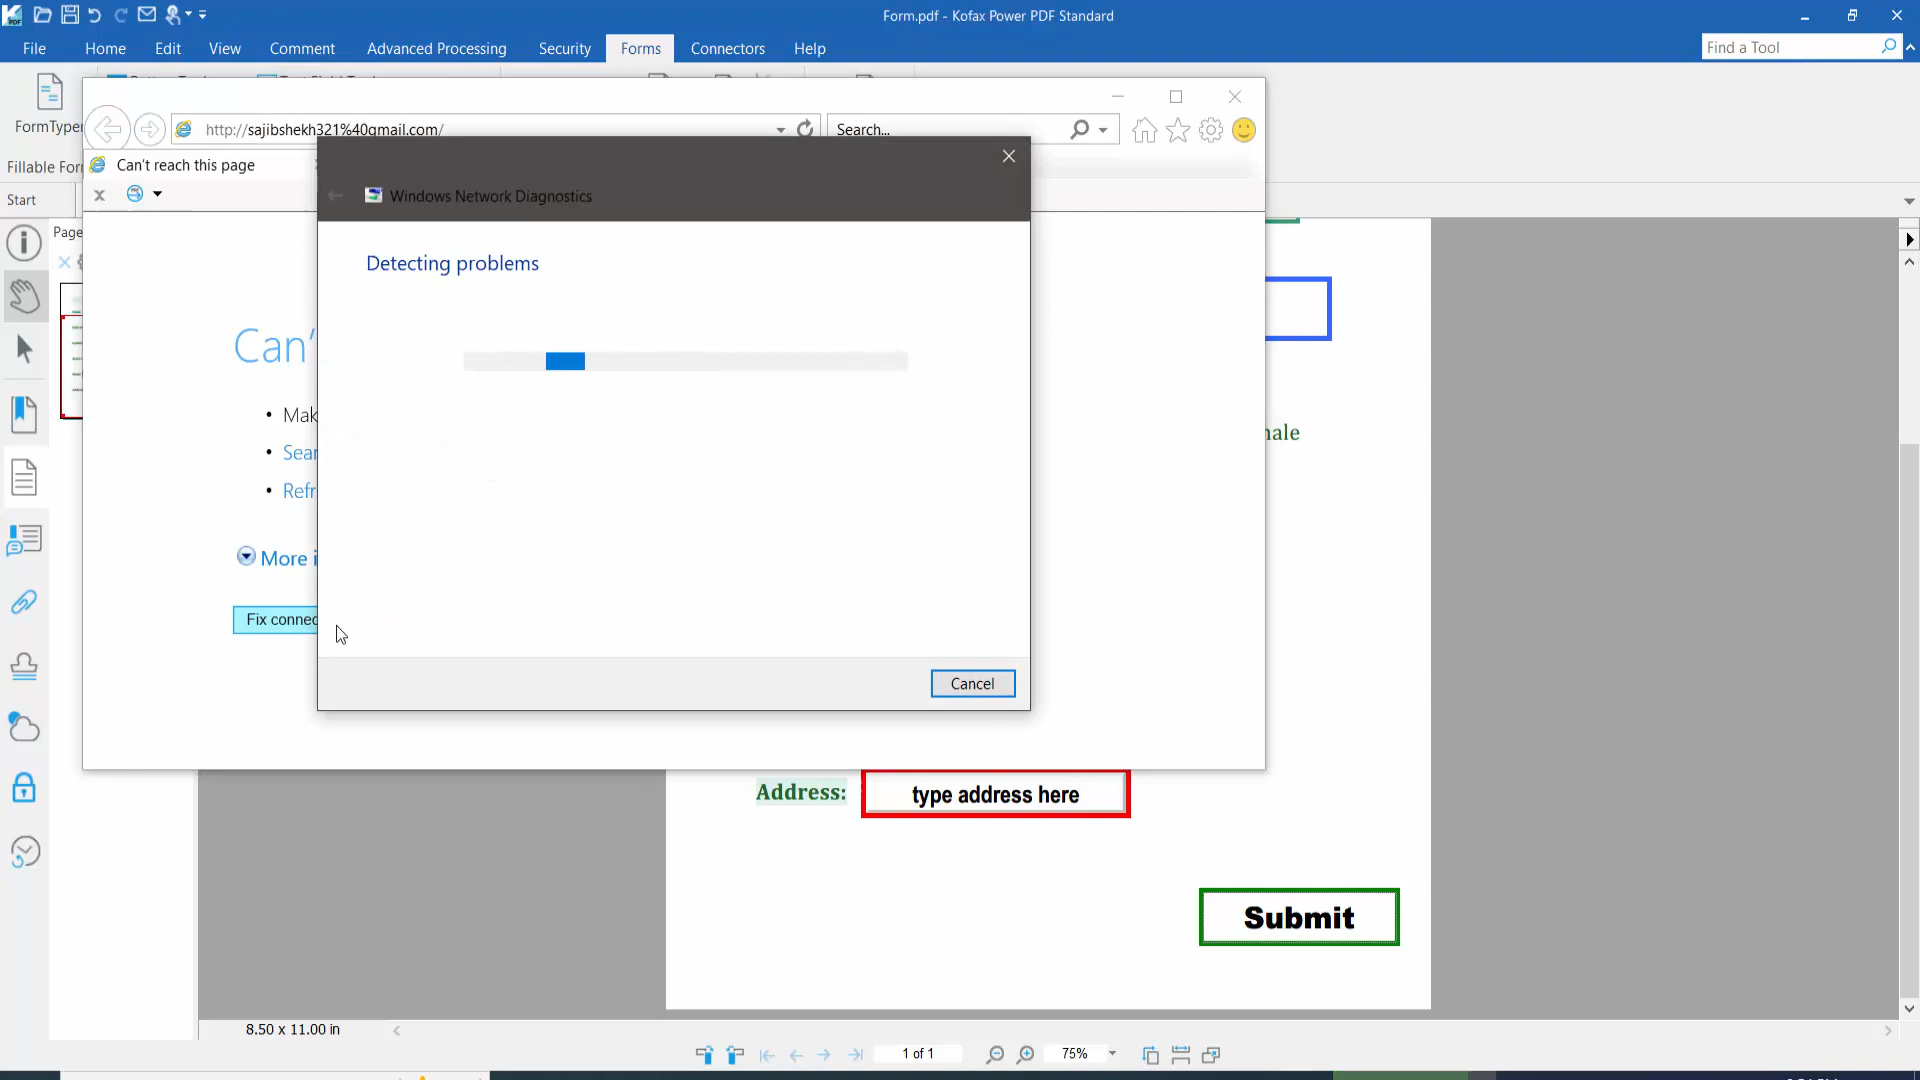 Form.pdf - Kofax Power PDF Standard
File Home Edit View Comment Advanced Processing Security Forms Connectors Help
Find a Tool
FormTyper
http://sajibshekh321%40gmail.com/
Search...
Fillable For
Can't reach this page
Start
Windows Network Diagnostics
Page
Detecting problems
Can'
Mak
Sear
Refr
nale
More i
Fix connec
Cancel
Address:
type address here
Submit
8.50 x 11.00 in
1 of 1
75%